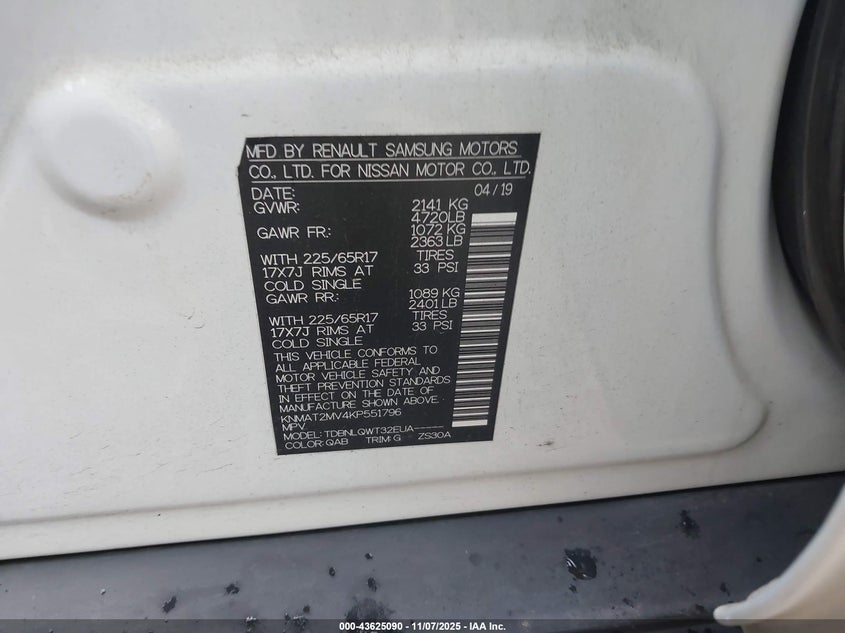 MFD BY RENAULT SAMSUNG MOTORS
CO., LTD. FOR NISSAN MOTOR CO., LTD.
DATE: 04/19
GVWR: 2141 KG
4720LB
GAWR FR.: 1072 KG
2363 LB
WITH 225/65R17 TIRES
17X7J RIMS AT 33 PSI
COLD SINGLE
GAWR RR.: 1089 KG
2401 LB
WITH 225/65R17 TIRES
17X7J RIMS AT 33 PSI
COLD SINGLE
THIS VEHICLE CONFORMS TO
ALL APPLICABLE FEDERAL
MOTOR VEHICLE SAFETY AND
THEFT PREVENTION STANDARDS
IN EFFECT ON THE DATE OF
MANUFACTURE SHOWN ABOVE.
KNMAT2MV4KP551796
MPV
MODEL: TDBNLQWT32EUA-----
COLOR: QAB TRIM: G ZS30A
000-43625090 - 11/07/2025 - IAA Inc.